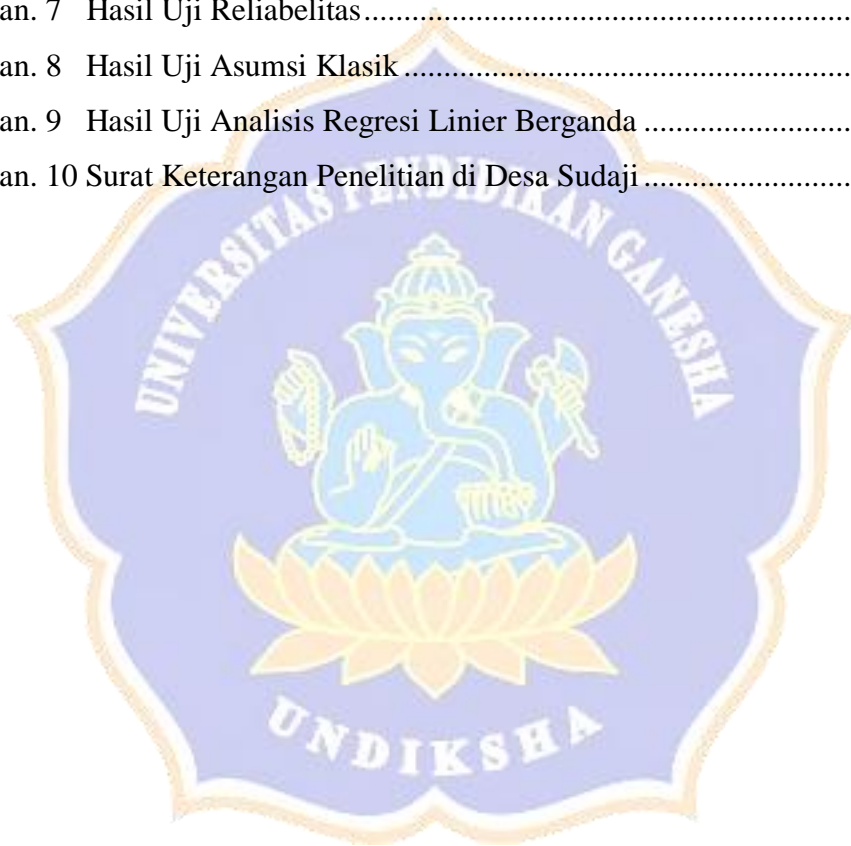 an. 7 Hasil Uji Reliabelitas........................................................
an. 8 Hasil Uji Asumsi Klasik........................................................
an. 9 Hasil Uji Analisis Regresi Linier Berganda ..........................
an. 10 Surat Keterangan Penelitian di Desa Sudaji..........................
UNIVERSITAS PENDIDIKAN GANESHA
UNDIKSHA